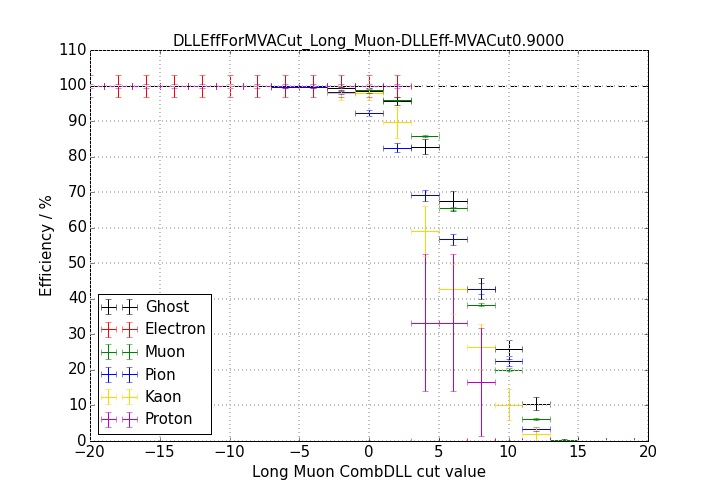 DLLEffForMVACut_Long_Muon-DLLEff-MVACut0.9000
110
100
90
80
70
60
50
40
30
20
10
0
Efficiency / %
Ghost
Electron
Muon
Pion
Kaon
Proton
−20 −15 −10 −5 0 5 10 15 20
Long Muon CombDLL cut value